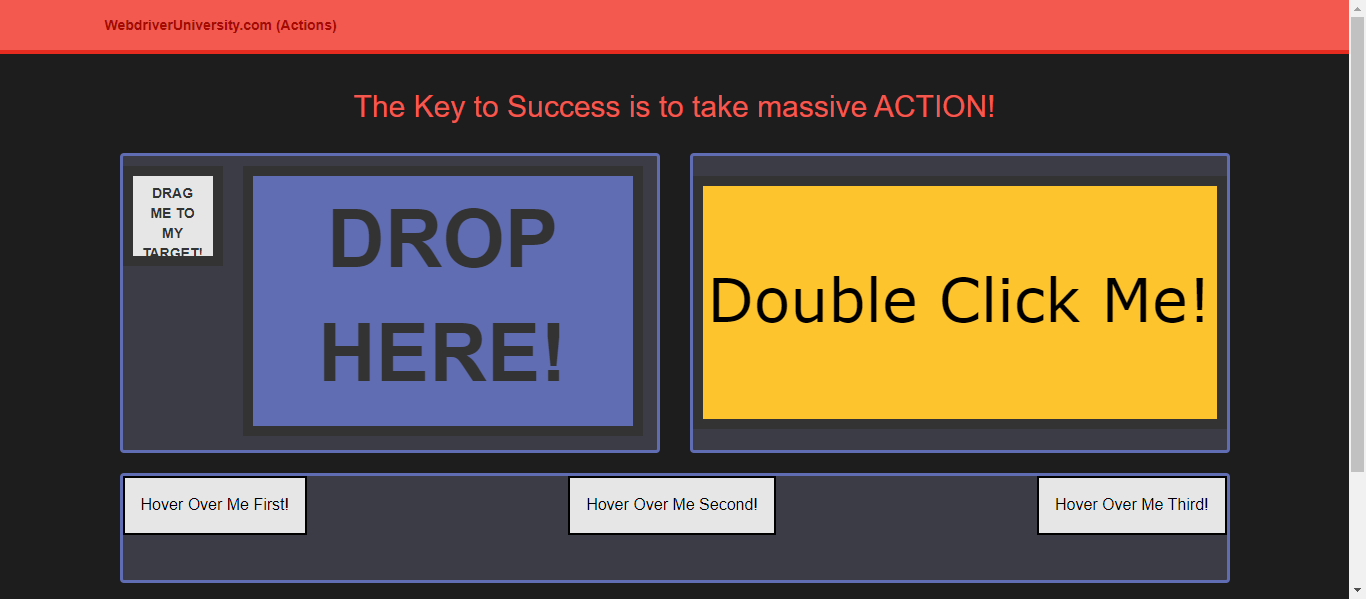 WebdriverUniversity.com (Actions)
The Key to Success is to take massive ACTION!
DRAG
ME TO
MY
TARGET!
DROP
HERE!
Double Click Me!
Hover Over Me First!
Hover Over Me Second!
Hover Over Me Third!